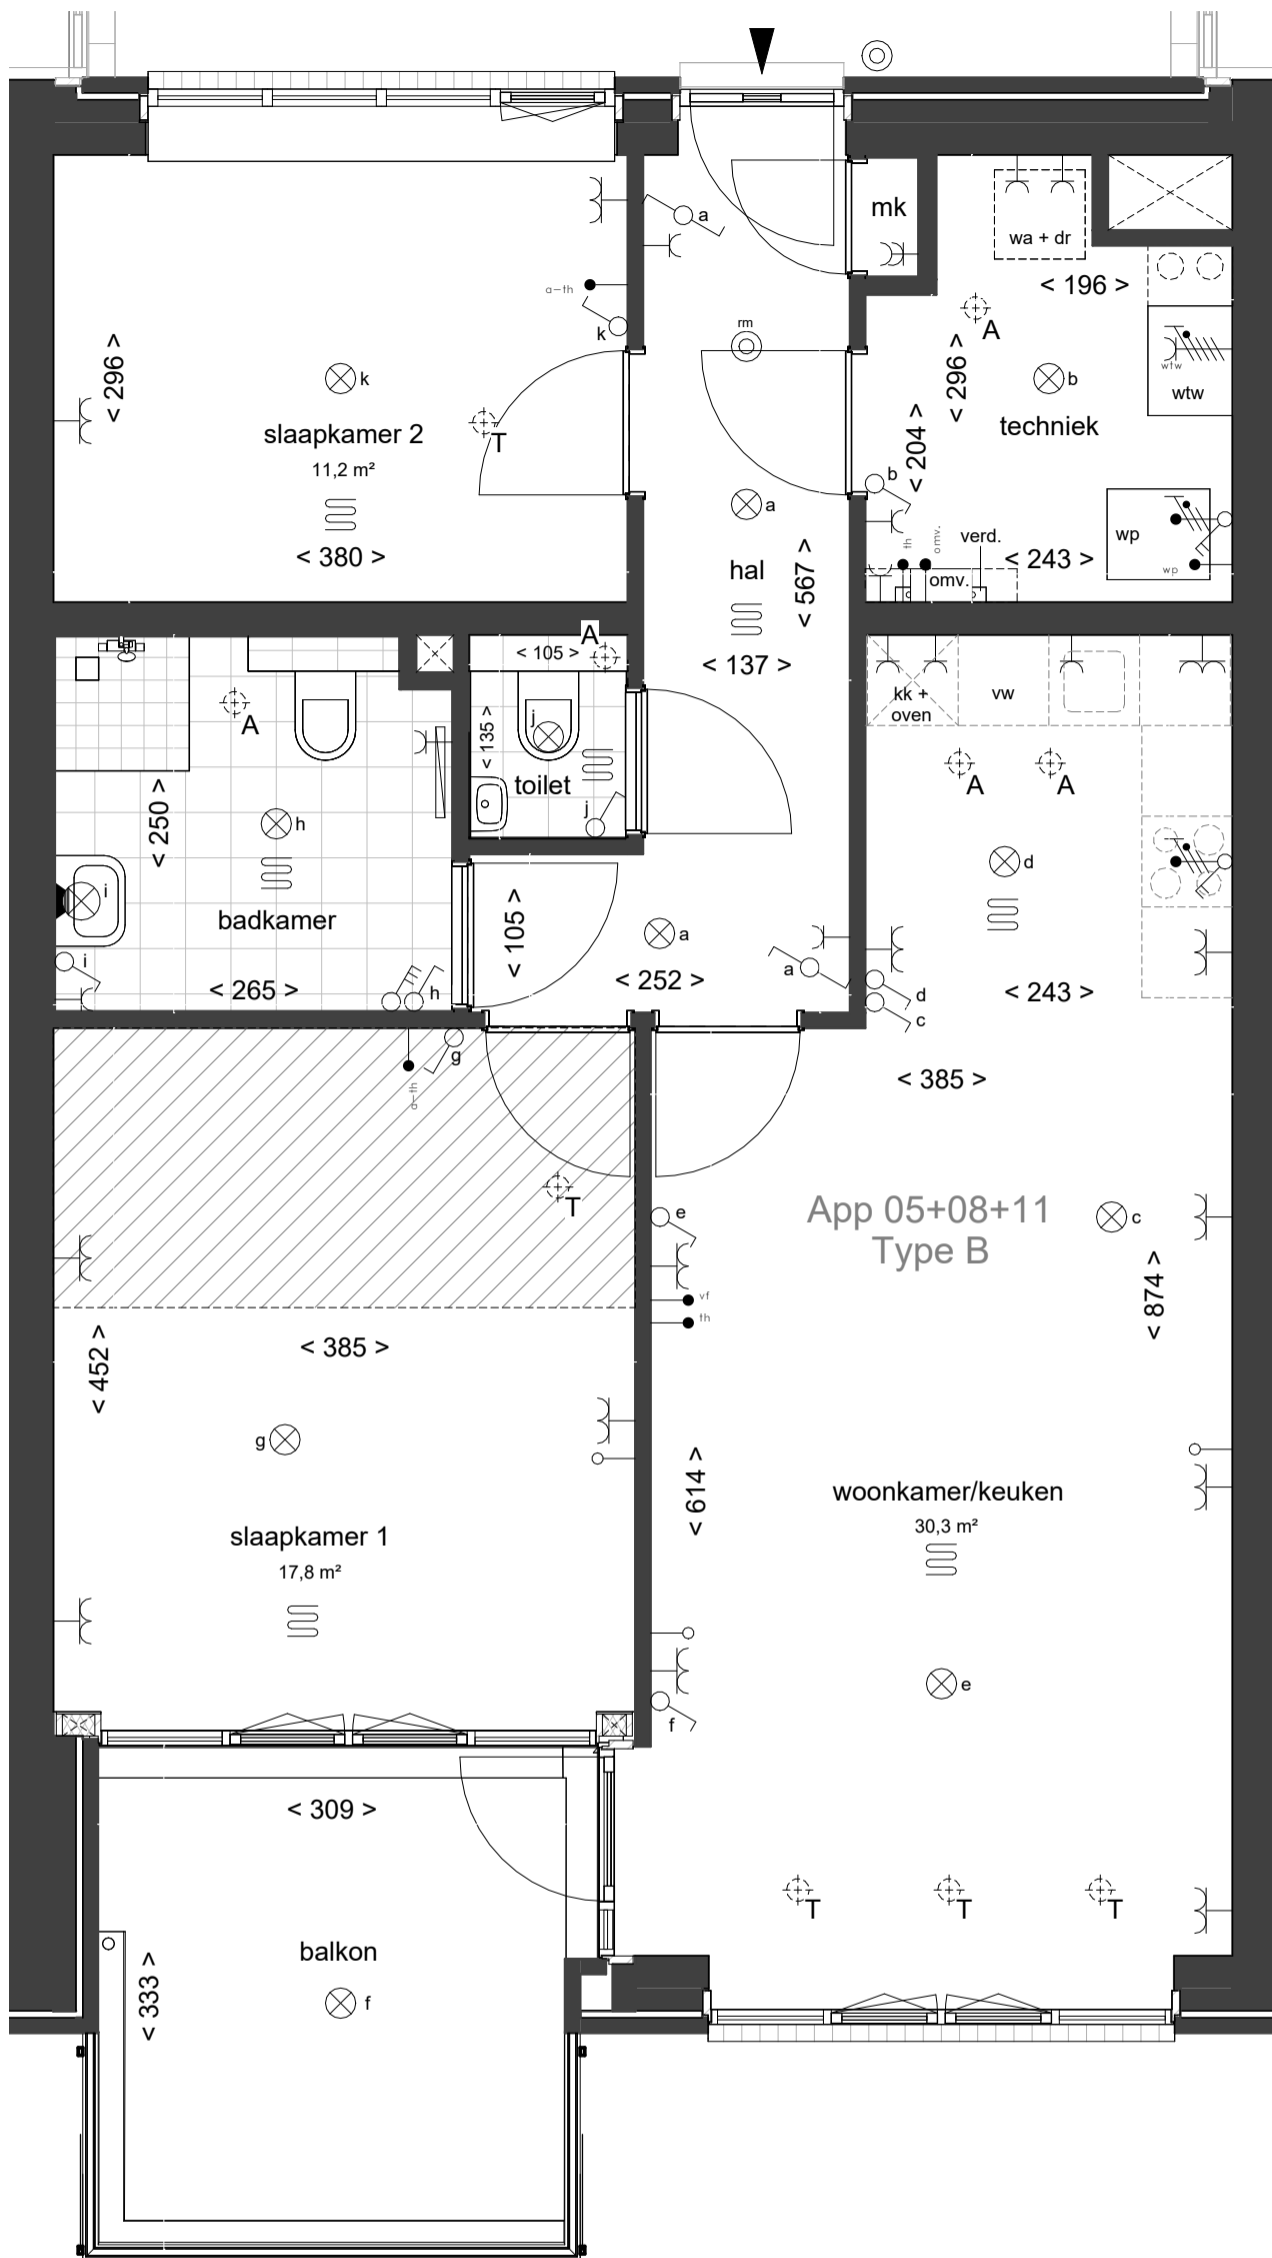 mk
a
wa + dr
< 196 >
a-th
k
rm
A
< 296 >
k
b
wtw
wtw
slaapkamer 2
T
< 296 >
techniek
11,2 m²
< 204 >
b
a
wp
th
omv.
verd.
< 380 >
hal
< 567 >
omv.
< 243 >
wp
A
< 105 >
< 137 >
kk +
oven
vw
A
j
< 135 >
toilet
A
A
< 250 >
h
j
d
i
badkamer
a
< 105 >
i
< 265 >
h
< 252 >
a
d
c
< 243 >
g
a-th
< 385 >
T
e
App 05+08+11
Type B
c
vf
th
< 874 >
< 385 >
< 452 >
g
< 614 >
woonkamer/keuken
30,3 m²
slaapkamer 1
17,8 m²
e
f
< 309 >
T
T
T
balkon
< 333 >
f